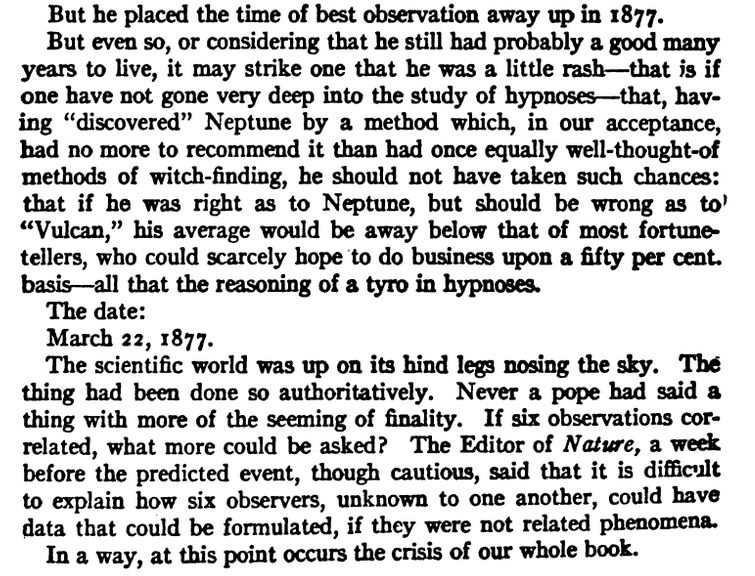 But he placed the time of best observation away up in 1877.
But even so, or considering that he still had probably a good many
years to live, it may strike one that he was a little rash—that is if
one have not gone very deep into the study of hypnoses—that, hav-
ing "discovered" Neptune by a method which, in our acceptance,
had no more to recommend it than had once equally well-thought-of
methods of witch-finding, he should not have taken such chances:
that if he was right as to Neptune, but should be wrong as to
"Vulcan," his average would be away below that of most fortune-
tellers, who could scarcely hope to do business upon a fifty per cent.
basis—all that the reasoning of a tyro in hypnoses.
The date:
March 22, 1877.
The scientific world was up on its hind legs nosing the sky. The
thing had been done so authoritatively. Never a pope had said a
thing with more of the seeming of finality. If six observations cor-
related, what more could be asked? The Editor of Nature, a week
before the predicted event, though cautious, said that it is difficult
to explain how six observers, unknown to one another, could have
data that could be formulated, if they were not related phenomena.
In a way, at this point occurs the crisis of our whole book.